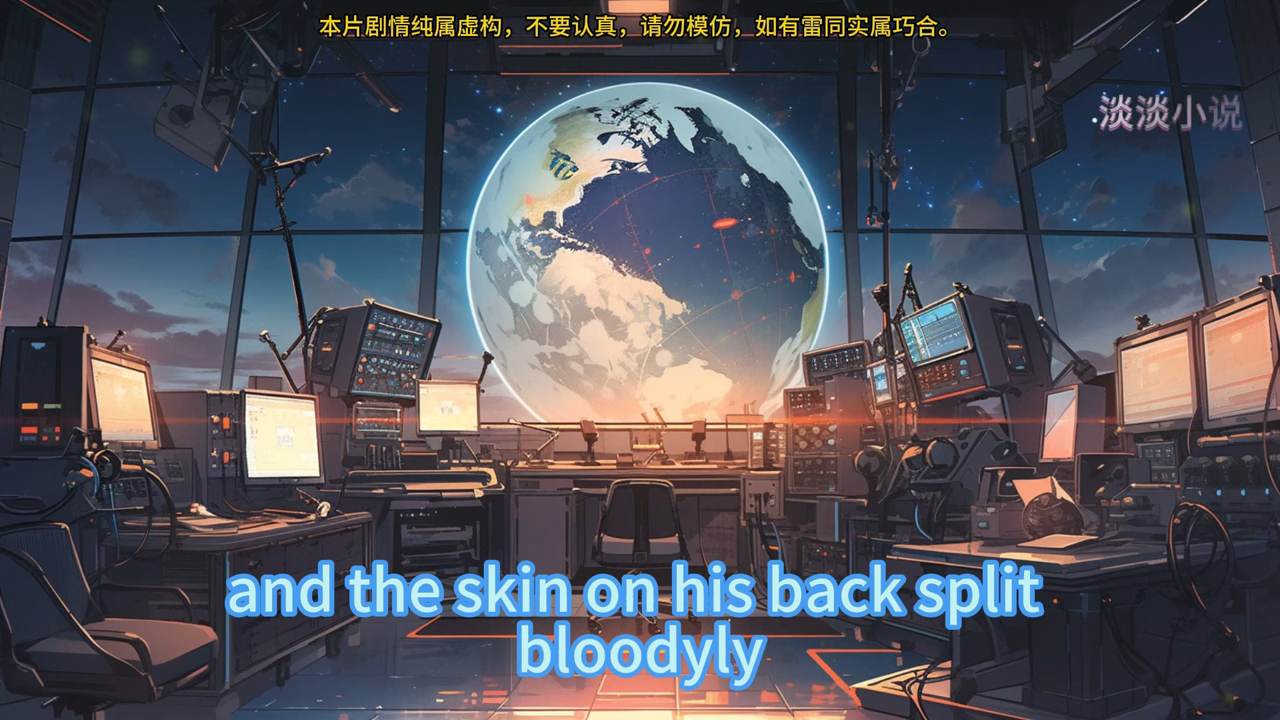 本片剧情纯属虚构，不要认真，请勿模仿，如有雷同实属巧合。
淡淡小说
and the skin on his back split
bloodyly